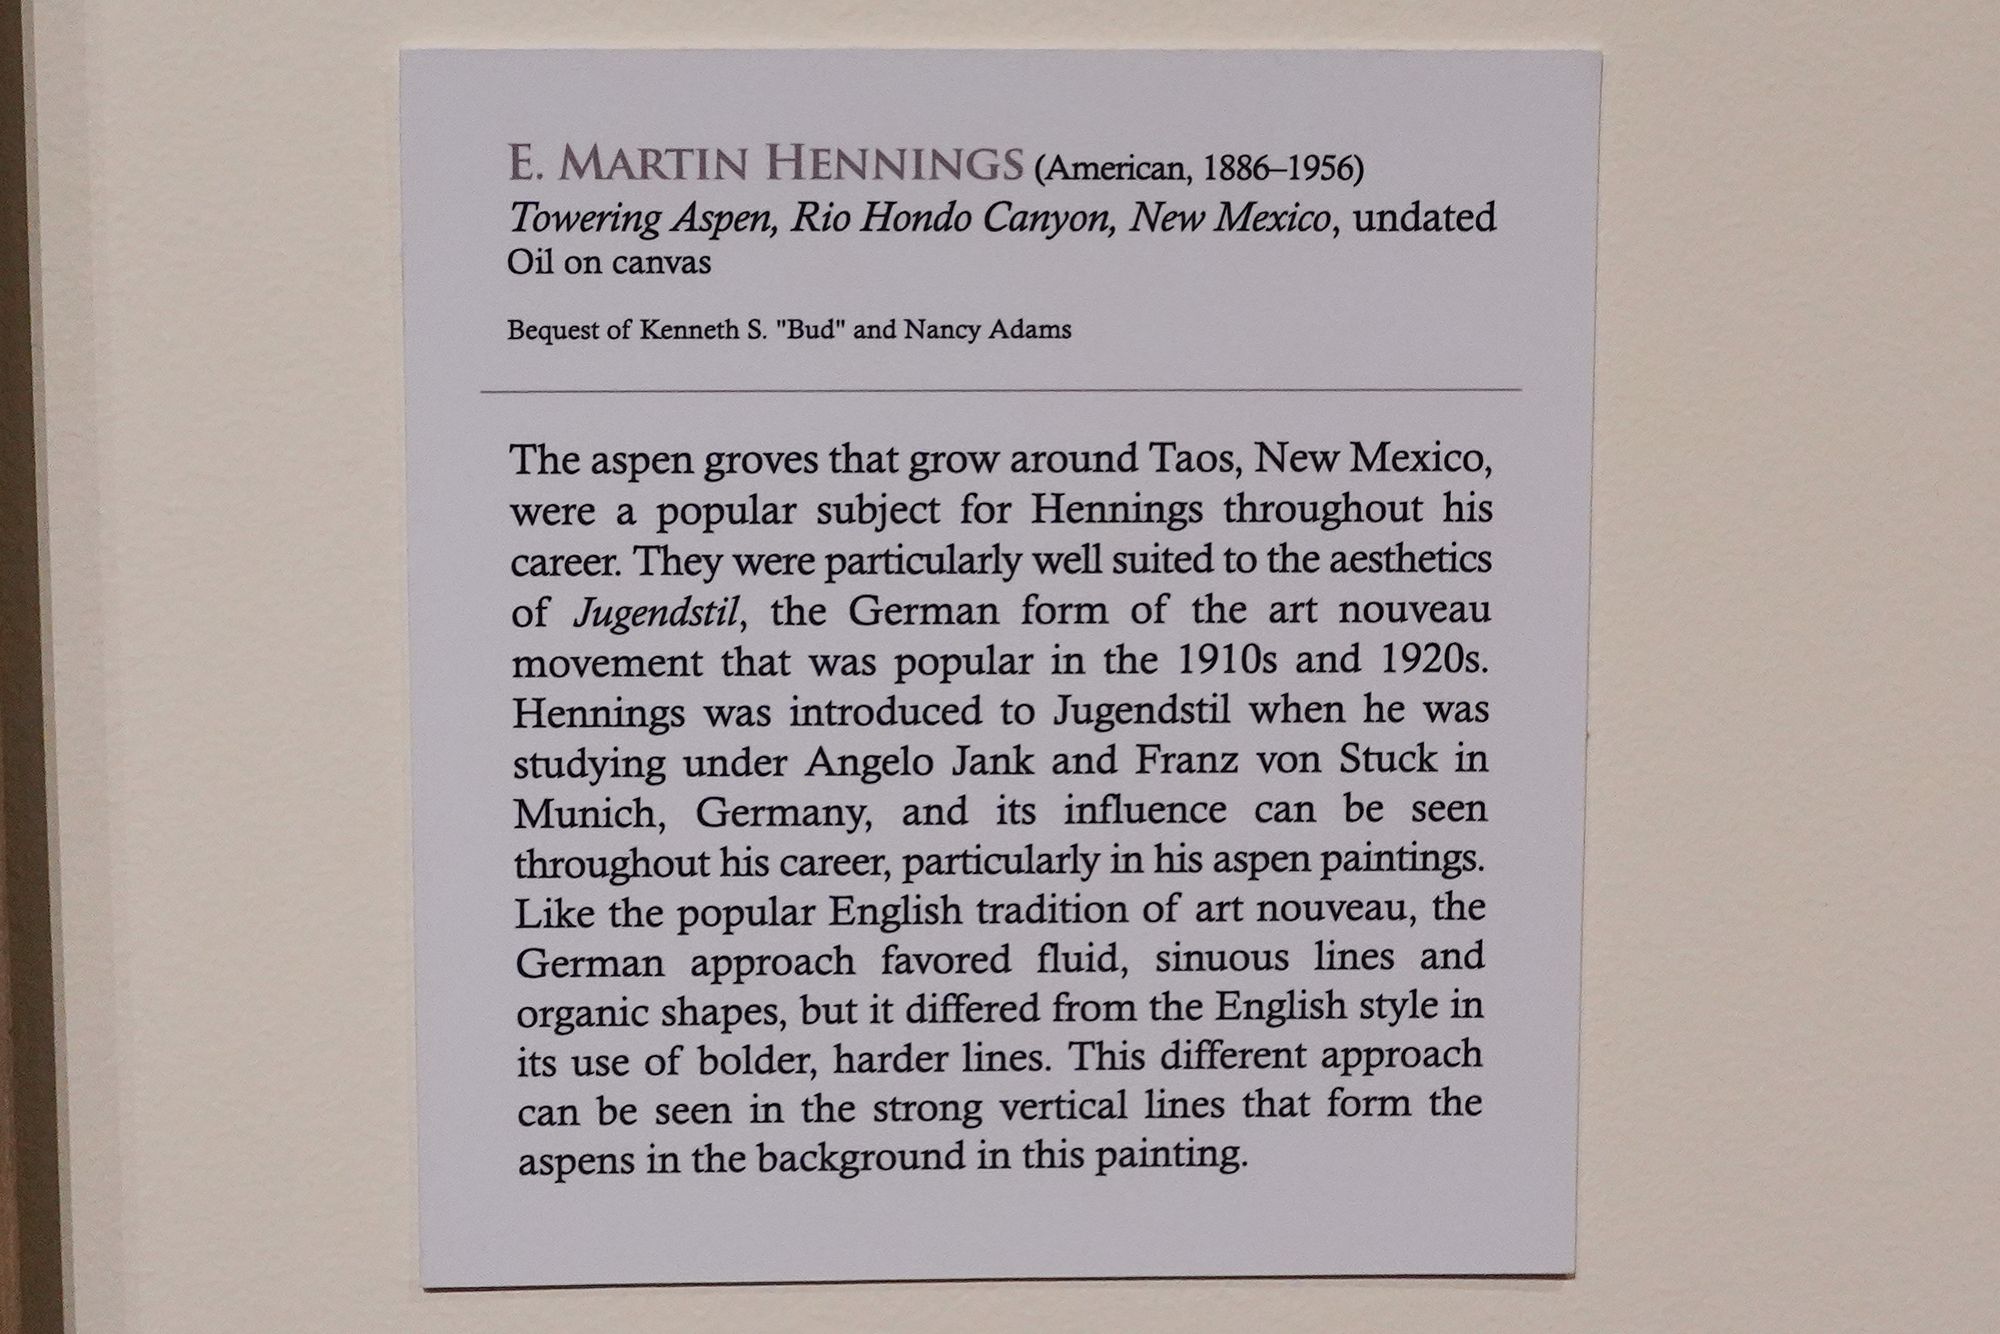 E. MARTIN HENNINGS (American, 1886–1956)
Towering Aspen, Rio Hondo Canyon, New Mexico, undated
Oil on canvas
Bequest of Kenneth S. "Bud" and Nancy Adams
The aspen groves that grow around Taos, New Mexico,
were a popular subject for Hennings throughout his
career. They were particularly well suited to the aesthetics
of Jugendstil, the German form of the art nouveau
movement that was popular in the 1910s and 1920s.
Hennings was introduced to Jugendstil when he was
studying under Angelo Jank and Franz von Stuck in
Munich, Germany, and its influence can be seen
throughout his career, particularly in his aspen paintings.
Like the popular English tradition of art nouveau, the
German approach favored fluid, sinuous lines and
organic shapes, but it differed from the English style in
its use of bolder, harder lines. This different approach
can be seen in the strong vertical lines that form the
aspens in the background in this painting.